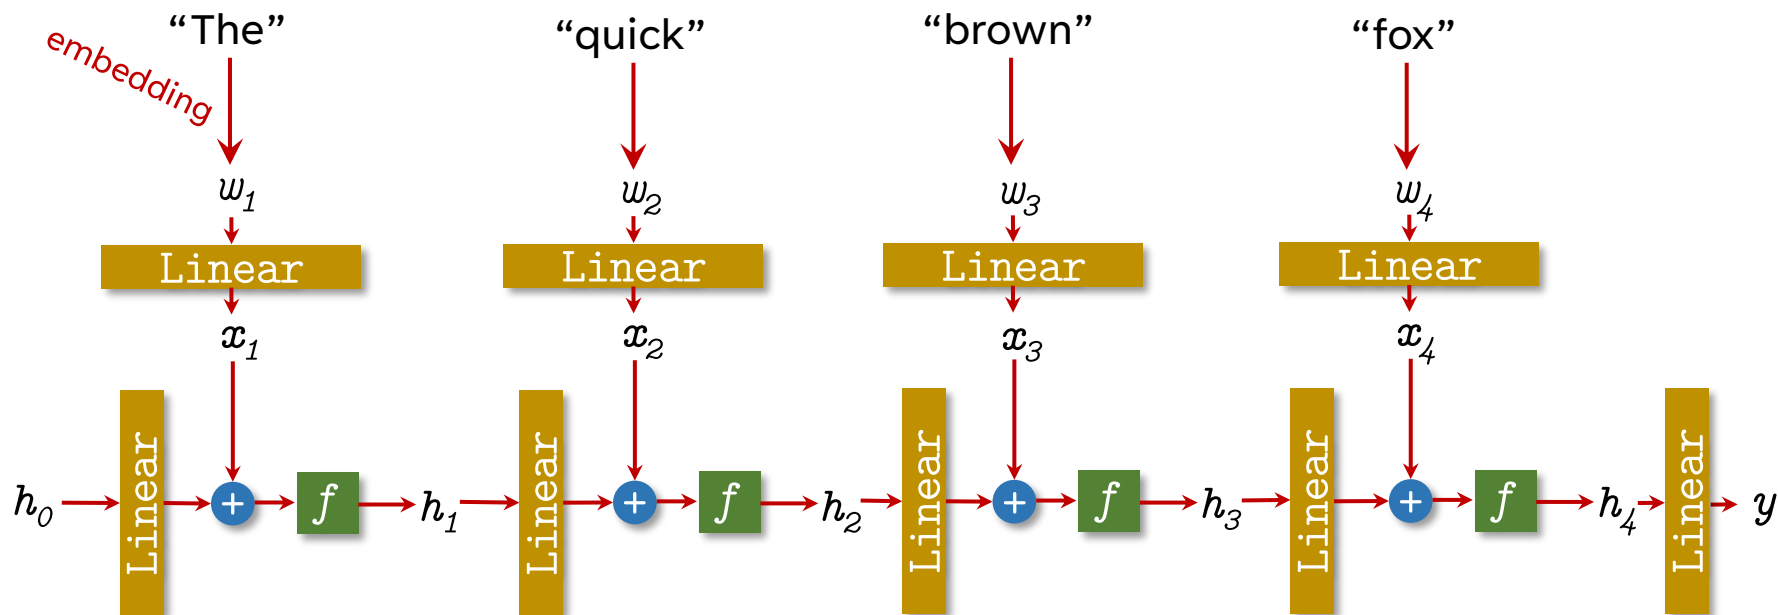 “The” “quick” “brown” “fox”
embedding
w₁ w₂ w₃ w₄
Linear Linear Linear Linear
x₁ x₂ x₃ x₄
h₀ Linear + f h₁ Linear + f h₂ Linear + f h₃ Linear + f h₄ Linear y